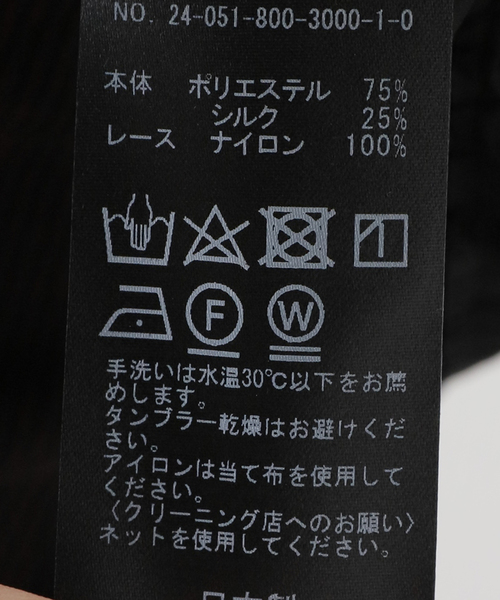 NO. 24-051-800-3000-1-0
本体 ポリエステル 75%
シルク 25%
レース ナイロン 100%
F W
手洗いは水温30℃以下をお薦
めします。
タンブラー乾燥はお避けくだ
さい。
アイロンは当て布を使用して
ください。
〈クリーニング店へのお願い〉
ネットを使用してください。
日本製